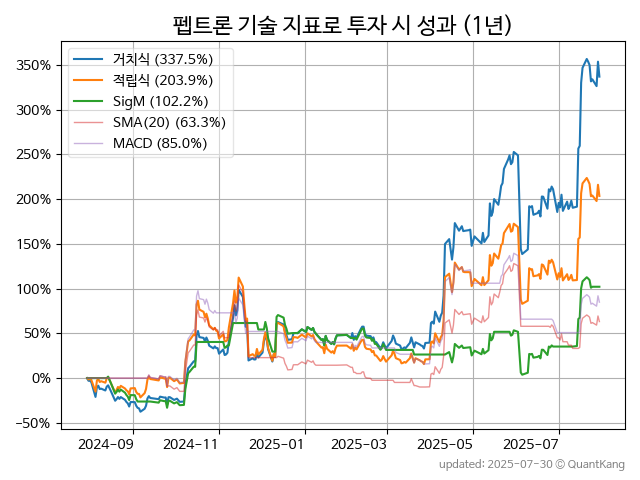 펩트론 기술 지표로 투자 시 성과 (1년)
거치식 (337.5%)
적립식 (203.9%)
SigM (102.2%)
SMA(20) (63.3%)
MACD (85.0%)
350%
300%
250%
200%
150%
100%
50%
0%
−50%
2024-09 2024-11 2025-01 2025-03 2025-05 2025-07
updated: 2025-07-30 © QuantKang